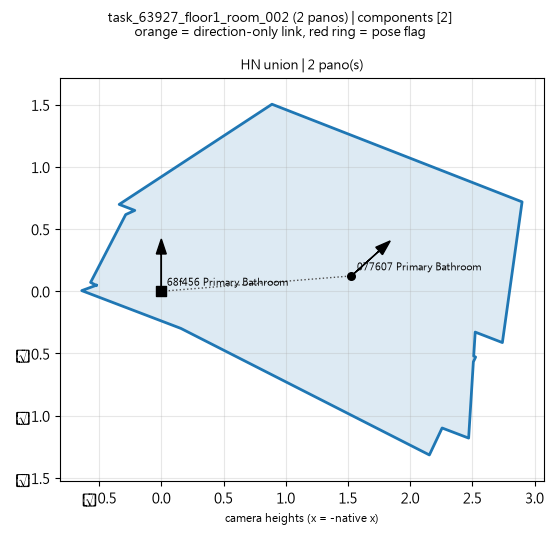 task_63927_floor1_room_002 (2 panos) | components [2]
orange = direction-only link, red ring = pose flag
HN union | 2 pano(s)
1.5
1.0
0.5
0.0
0.5
1.0
1.5
68f456 Primary Bathroom
077607 Primary Bathroom
0.5 0.0 0.5 1.0 1.5 2.0 2.5 3.0
camera heights (x = -native x)